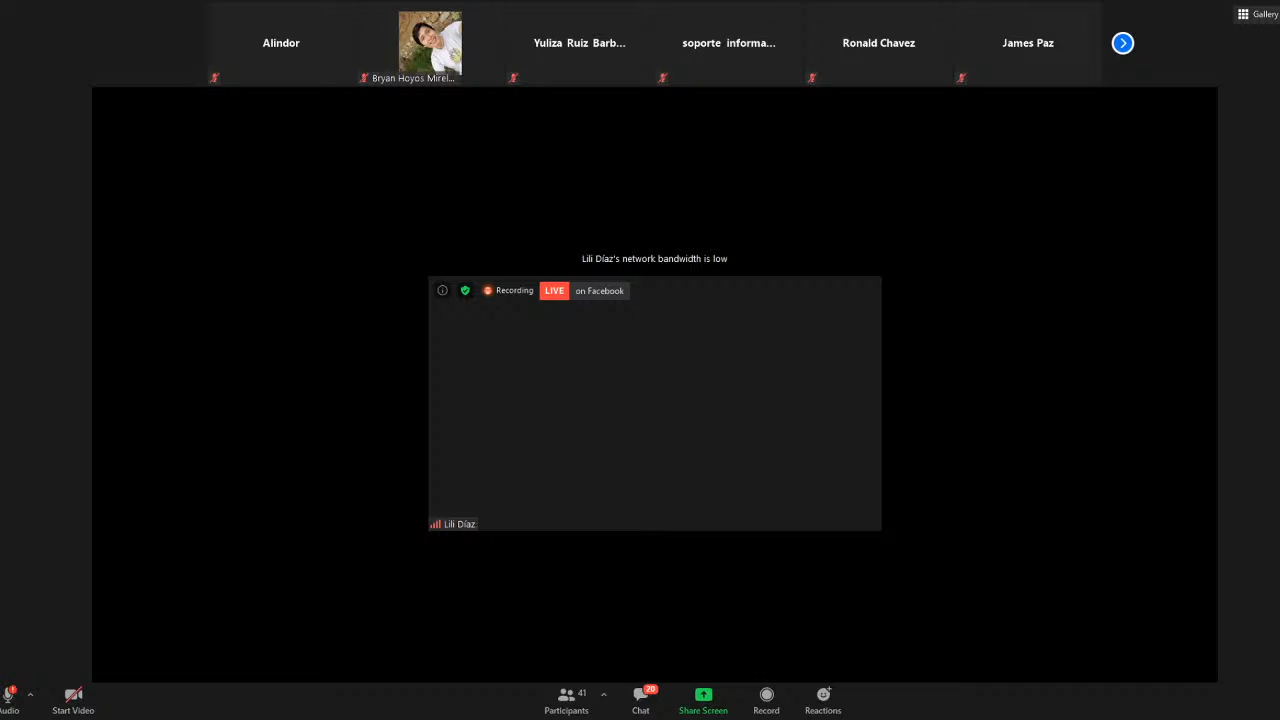 Gallery
Alindor
Bryan Hoyos Mirel...
Yuliza Ruiz Barb...
soporte informa...
Ronald Chavez
James Paz
Lili Díaz's network bandwidth is low
Recording LIVE on Facebook
Lili Díaz
Audio
Start Video
41
Participants
20
Chat
Share Screen
Record
Reactions